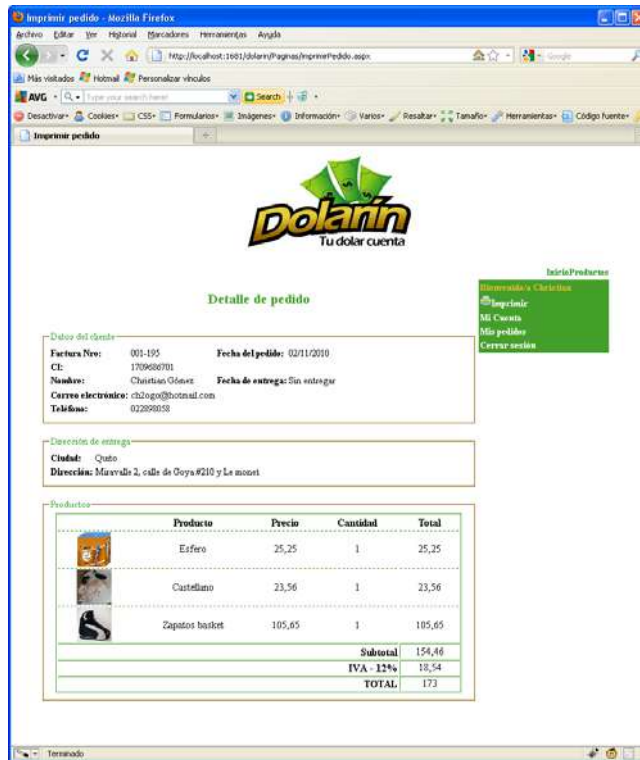 Imprimir pedido - Mozilla Firefox
Archivo Editar Ver Historial Marcadores Herramientas Ayuda
http://localhost:1681/dolarin/Paginas/ImprimirPedido.aspx Google
Más visitados Hotmail Personalizar vínculos
AVG Type your search here! Search
Desactivar Cookies CSS Formularios Imágenes Información Varios Resaltar Tamaño Herramientas Código fuente
Imprimir pedido
Dolarín
Tu dolar cuenta
InicioProductos
Bienvenido/a Christian
Imprimir
Mi Cuenta
Mis pedidos
Cerrar sesión
Detalle de pedido
Datos del cliente
Factura Nro: 001-195 Fecha del pedido: 02/11/2010
CI: 1709686701
Nombre: Christian Gómez Fecha de entrega: Sin entregar
Correo electrónico: ch2logo@hotmail.com
Teléfono: 022898058
Dirección de entrega
Ciudad: Quito
Dirección: Miravalle 2, calle de Goya #210 y Le monet
Productos
Producto Precio Cantidad Total
Esfero 25,25 1 25,25
Castellano 23,56 1 23,56
Zapatos basket 105,65 1 105,65
Subtotal 154,46
IVA - 12% 18,54
TOTAL 173
Terminado